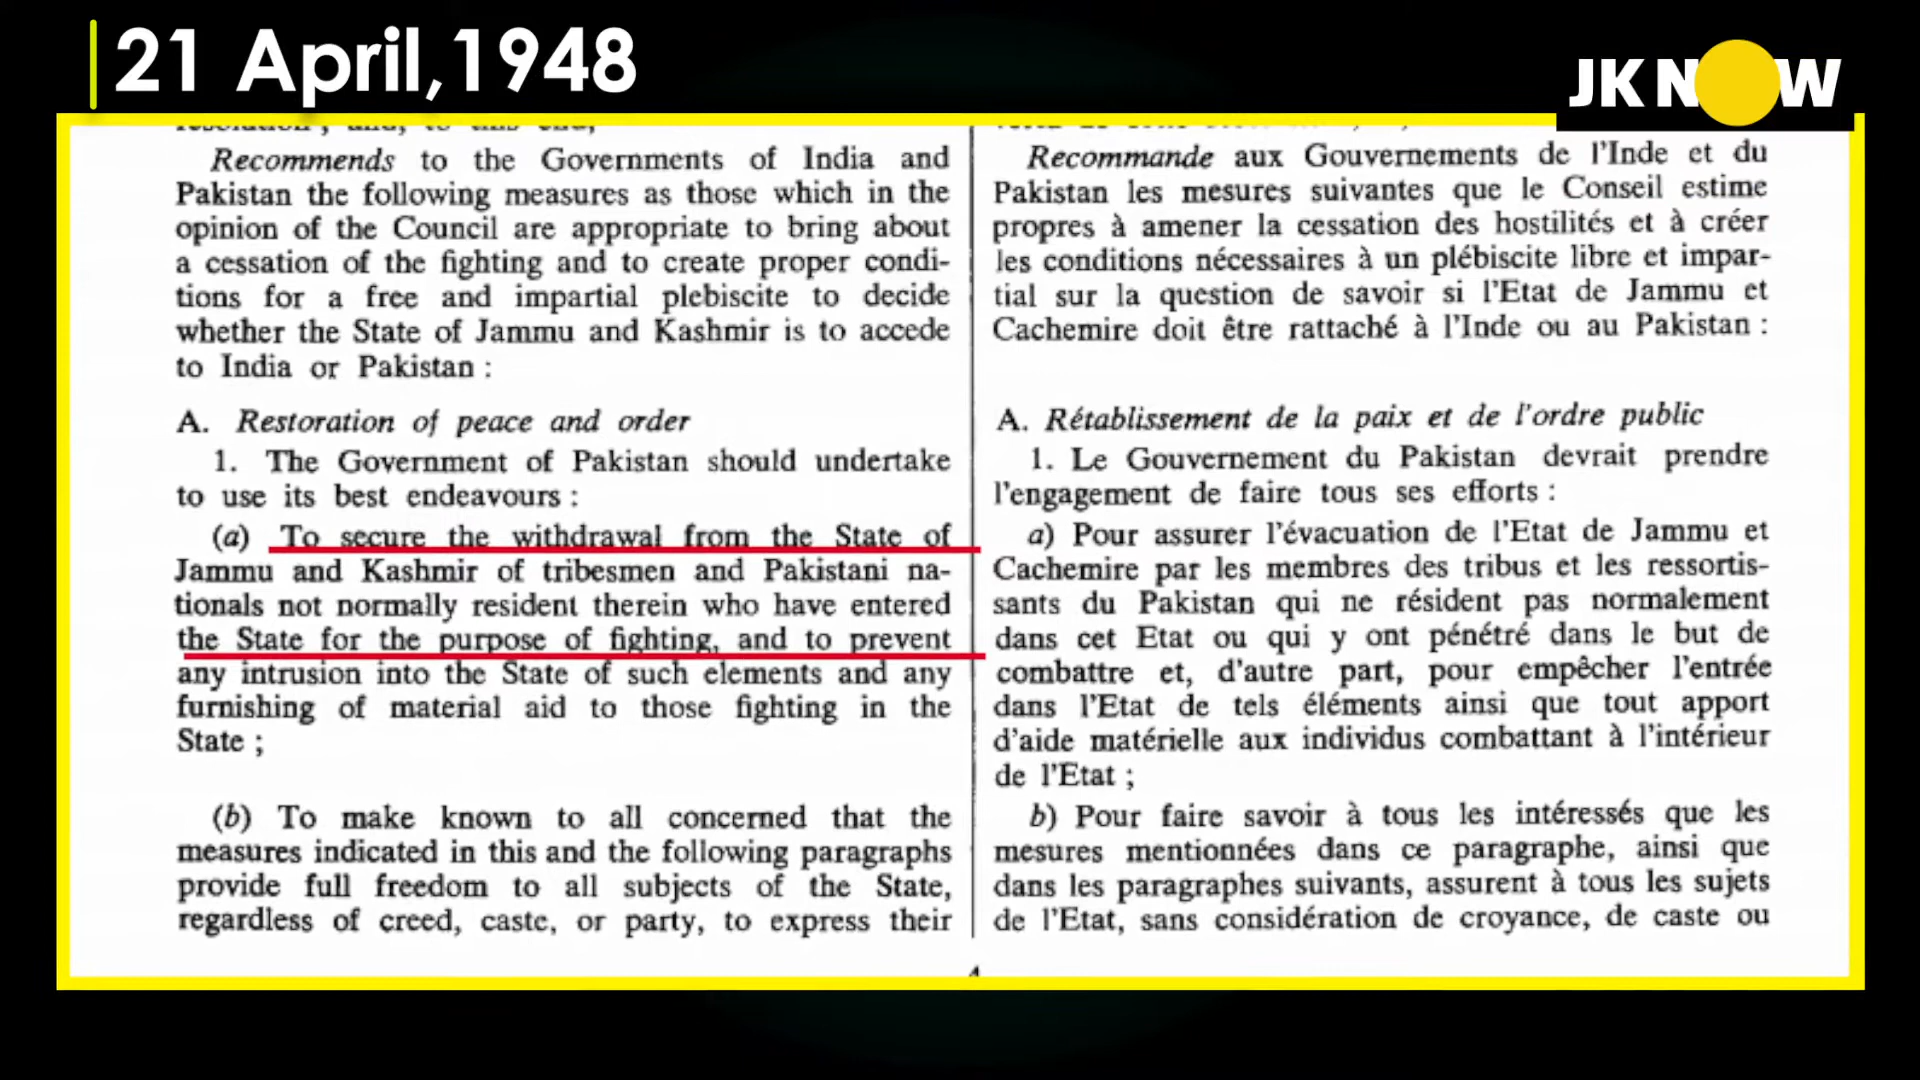 21 April,1948
JK NOW
Recommends to the Governments of India and
Pakistan the following measures as those which in the
opinion of the Council are appropriate to bring about
a cessation of the fighting and to create proper condi-
tions for a free and impartial plebiscite to decide
whether the State of Jammu and Kashmir is to accede
to India or Pakistan :
A. Restoration of peace and order
1. The Government of Pakistan should undertake
to use its best endeavours :
(a) To secure the withdrawal from the State of
Jammu and Kashmir of tribesmen and Pakistani na-
tionals not normally resident therein who have entered
the State for the purpose of fighting, and to prevent
any intrusion into the State of such elements and any
furnishing of material aid to those fighting in the
State ;
(b) To make known to all concerned that the
measures indicated in this and the following paragraphs
provide full freedom to all subjects of the State,
regardless of creed, caste, or party, to express their
Recommande aux Gouvernements de l'Inde et du
Pakistan les mesures suivantes que le Conseil estime
propres à amener la cessation des hostilités et à créer
les conditions nécessaires à un plébiscite libre et impar-
tial sur la question de savoir si l'Etat de Jammu et
Cachemire doit être rattaché à l'Inde ou au Pakistan :
A. Rétablissement de la paix et de l'ordre public
1. Le Gouvernement du Pakistan devrait prendre
l'engagement de faire tous ses efforts :
a) Pour assurer l'évacuation de l'Etat de Jammu et
Cachemire par les membres des tribus et les ressortis-
sants du Pakistan qui ne résident pas normalement
dans cet Etat ou qui y ont pénétré dans le but de
combattre et, d'autre part, pour empêcher l'entrée
dans l'Etat de tels éléments ainsi que tout apport
d'aide matérielle aux individus combattant à l'intérieur
de l'Etat ;
b) Pour faire savoir à tous les intéressés que les
mesures mentionnées dans ce paragraphe, ainsi que
dans les paragraphes suivants, assurent à tous les sujets
de l'Etat, sans considération de croyance, de caste ou